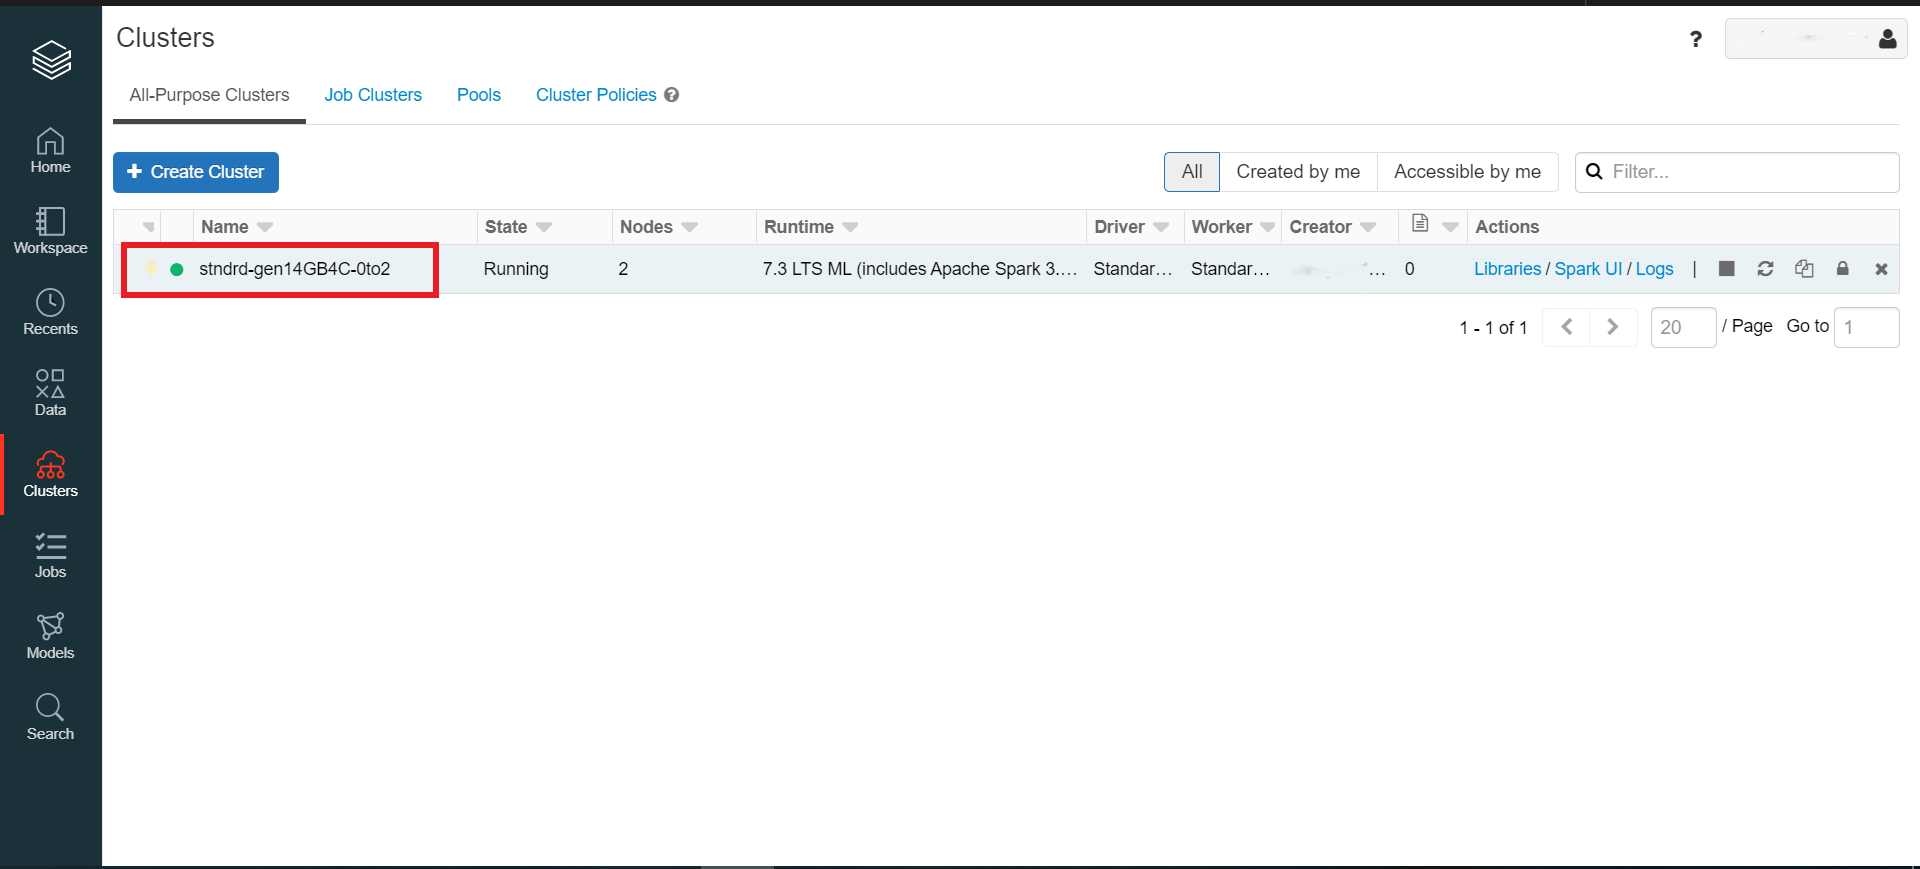 Clusters
?
All-Purpose Clusters Job Clusters Pools Cluster Policies ?
+ Create Cluster
All Created by me Accessible by me Filter...
Name State Nodes Runtime Driver Worker Creator Actions
stndrd-gen14GB4C-0to2 Running 2 7.3 LTS ML (includes Apache Spark 3.... Standar... Standar... ... 0 Libraries / Spark UI / Logs |
1 - 1 of 1 20 / Page Go to 1
Home
Workspace
Recents
Data
Clusters
Jobs
Models
Search